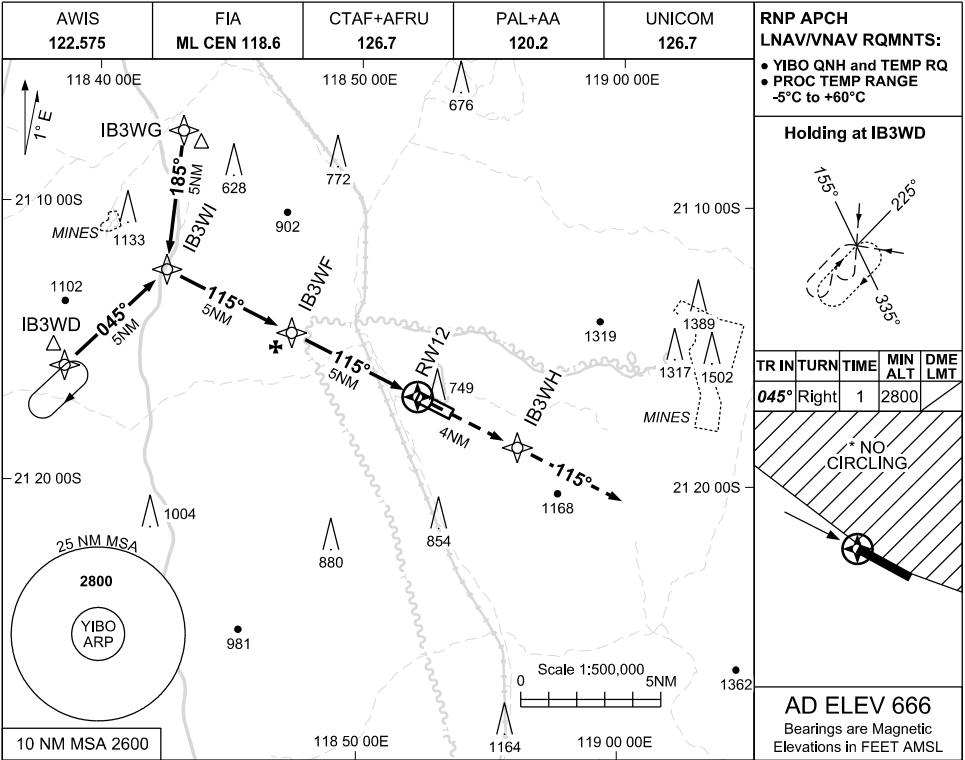 AWIS
122.575
FIA
ML CEN 118.6
CTAF+AFRU
126.7
PAL+AA
120.2
UNICOM
126.7
RNP APCH
LNAV/VNAV RQMNTS:
• YIBO QNH and TEMP RQ
• PROC TEMP RANGE
-5°C to +60°C
118 40 00E
118 50 00E
119 00 00E
1° E
IB3WG
676
185°
5NM
628
772
21 10 00S
21 10 00S
MINES
1133
IB3WI
902
1102
IB3WD
045°
5NM
115°
5NM
IB3WF
1319
1389
1317
1502
MINES
115°
5NM
RW12
749
4NM
IB3WH
115°
21 20 00S
21 20 00S
1168
1004
880
854
25 NM MSA
2800
YIBO
ARP
981
Scale 1:500,000
0
5NM
1362
1164
10 NM MSA 2600
118 50 00E
119 00 00E
Holding at IB3WD
155°
225°
335°
TR IN
TURN
TIME
MIN
ALT
DME
LMT
045°
Right
1
2800
* NO
CIRCLING
AD ELEV 666
Bearings are Magnetic
Elevations in FEET AMSL